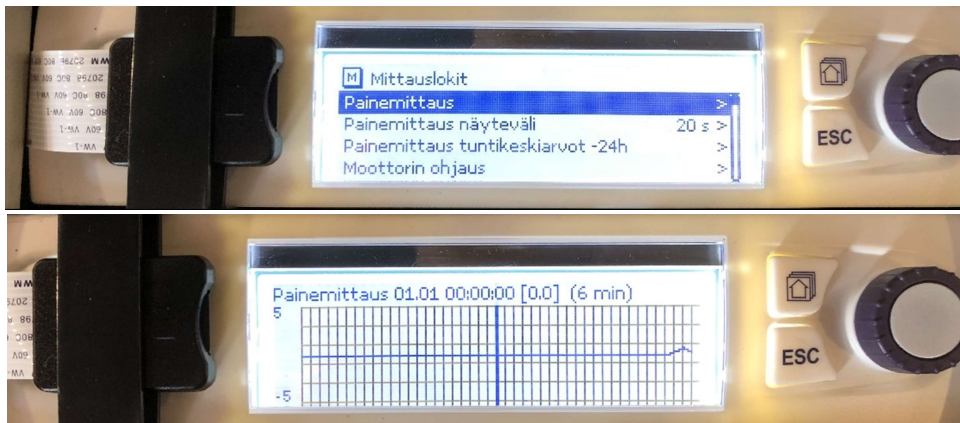 M Mittauslokit
Painemittaus >
Painemittaus näyteväli 20 s >
Painemittaus tuntikeskiarvot -24h >
Moottorin ohjaus >
ESC
Painemittaus 01.01 00:00:00 [0.0] (6 min)
5
-5
ESC